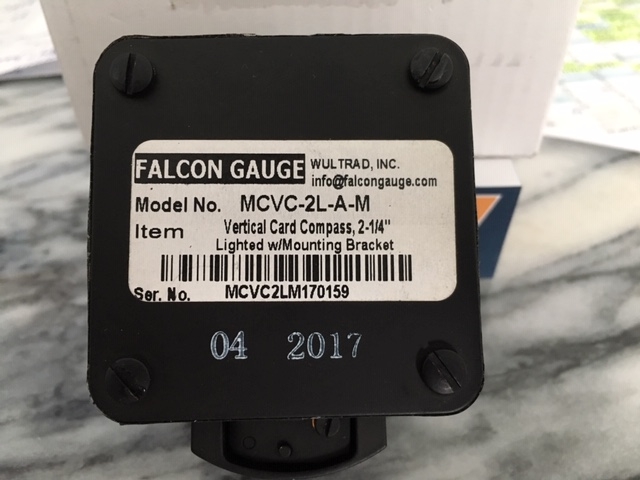 FALCON GAUGE WULTRAD, INC.
info@falcongauge.com
Model No. MCVC-2L-A-M
Item Vertical Card Compass, 2-1/4"
Lighted w/Mounting Bracket
Ser. No. MCVC2LM170159
04 2017